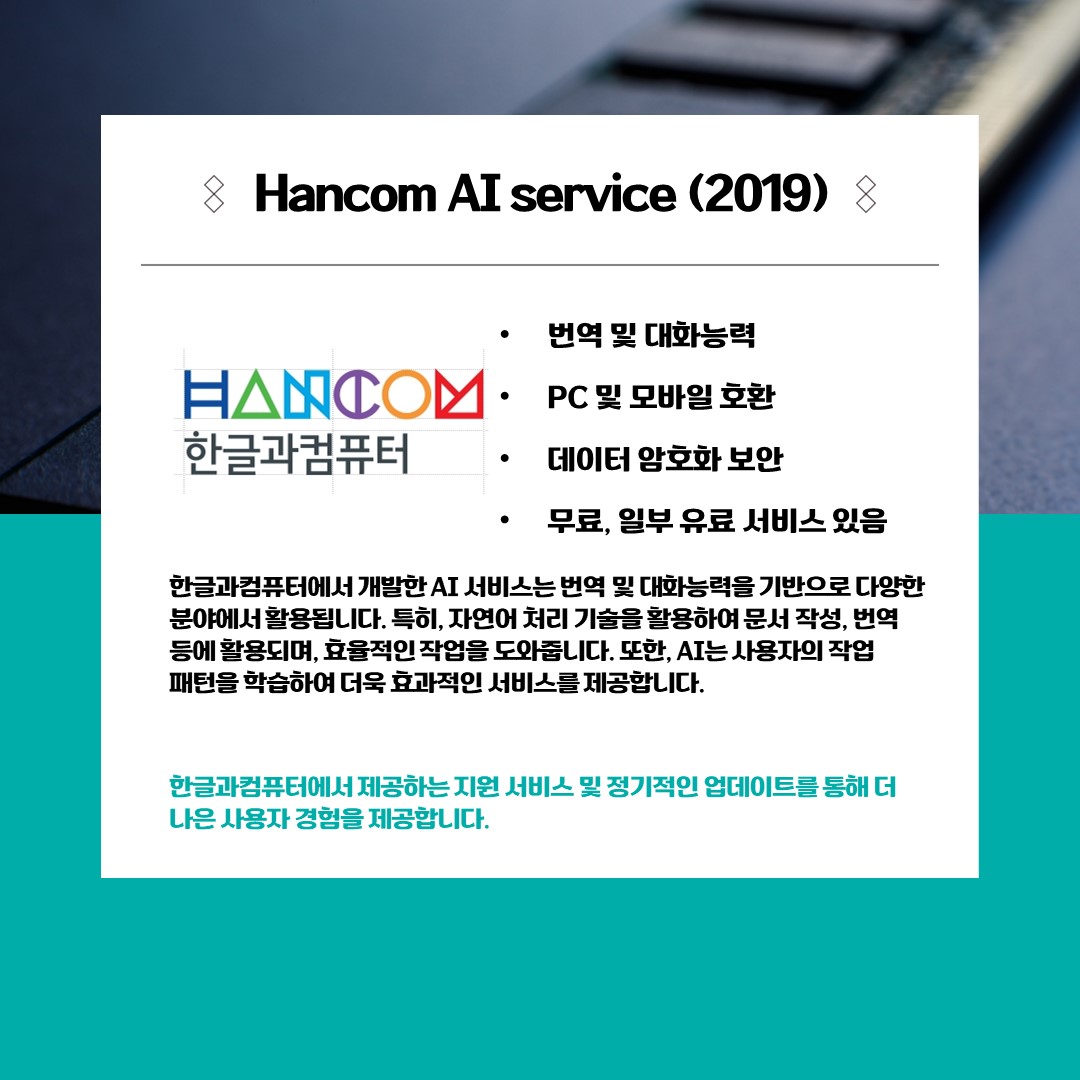 Hancom AI service (2019)
HANCOM
한글과컴퓨터
• 번역 및 대화능력
• PC 및 모바일 호환
• 데이터 암호화 보안
• 무료, 일부 유료 서비스 있음
한글과컴퓨터에서 개발한 AI 서비스는 번역 및 대화능력을 기반으로 다양한
분야에서 활용됩니다. 특히, 자연어 처리 기술을 활용하여 문서 작성, 번역
등에 활용되며, 효율적인 작업을 도와줍니다. 또한, AI는 사용자의 작업
패턴을 학습하여 더욱 효과적인 서비스를 제공합니다.
한글과컴퓨터에서 제공하는 지원 서비스 및 정기적인 업데이트를 통해 더
나은 사용자 경험을 제공합니다.